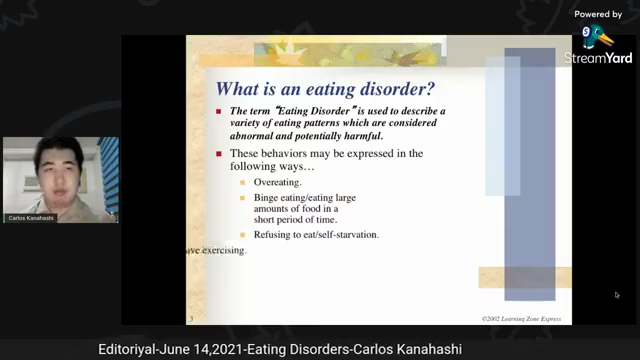 Powered by
StreamYard
What is an eating disorder?
The term “Eating Disorder” is used to describe a
variety of eating patterns which are considered
abnormal and potentially harmful.
These behaviors may be expressed in the
following ways…
Overeating.
Binge eating/eating large
amounts of food in a
short period of time.
Refusing to eat/self-starvation.
ive exercising.
3
©2002 Learning Zone Express
Carlos Kanahashi
Editoriyal-June 14,2021-Eating Disorders-Carlos Kanahashi